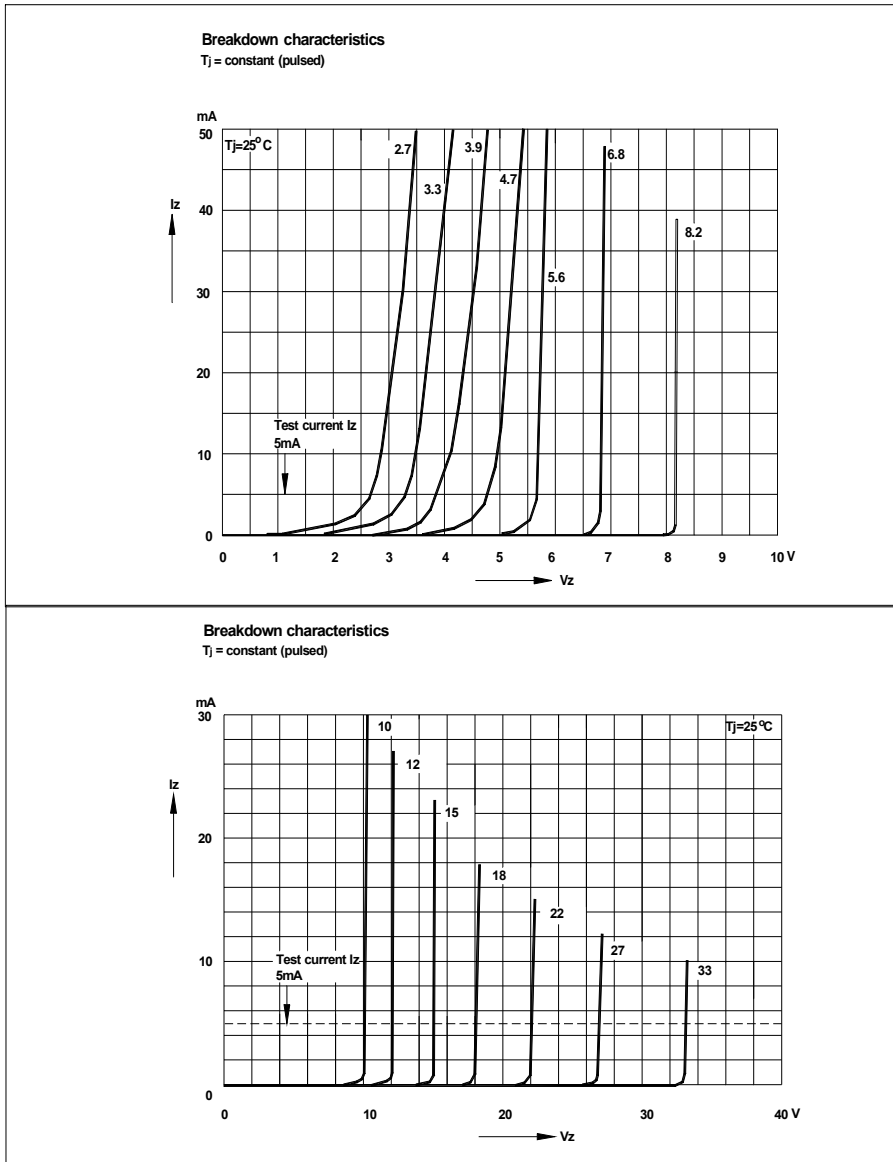 Breakdown characteristics
Tj = constant (pulsed)
mA
50
Tj=25°C
2.7
3.9
6.8
3.3
4.7
40
Iz
8.2
5.6
30
20
Test current Iz
5mA
10
0
0 1 2 3 4 5 6 7 8 9 10 V
Vz
Breakdown characteristics
Tj = constant (pulsed)
mA
30
10
Tj=25°C
12
Iz
15
20
18
22
27
Test current Iz
5mA
10
33
0
0 10 20 30 40 V
Vz